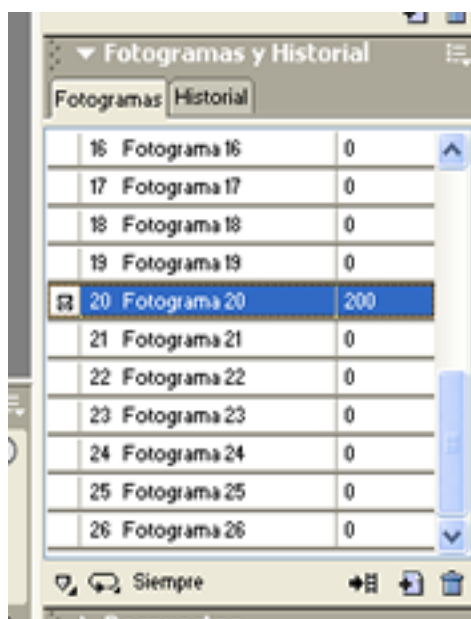 Fotogramas y Historial
Fotogramas Historial
16 Fotograma 16 0
17 Fotograma 17 0
18 Fotograma 18 0
19 Fotograma 19 0
20 Fotograma 20 200
21 Fotograma 21 0
22 Fotograma 22 0
23 Fotograma 23 0
24 Fotograma 24 0
25 Fotograma 25 0
26 Fotograma 26 0
Siempre